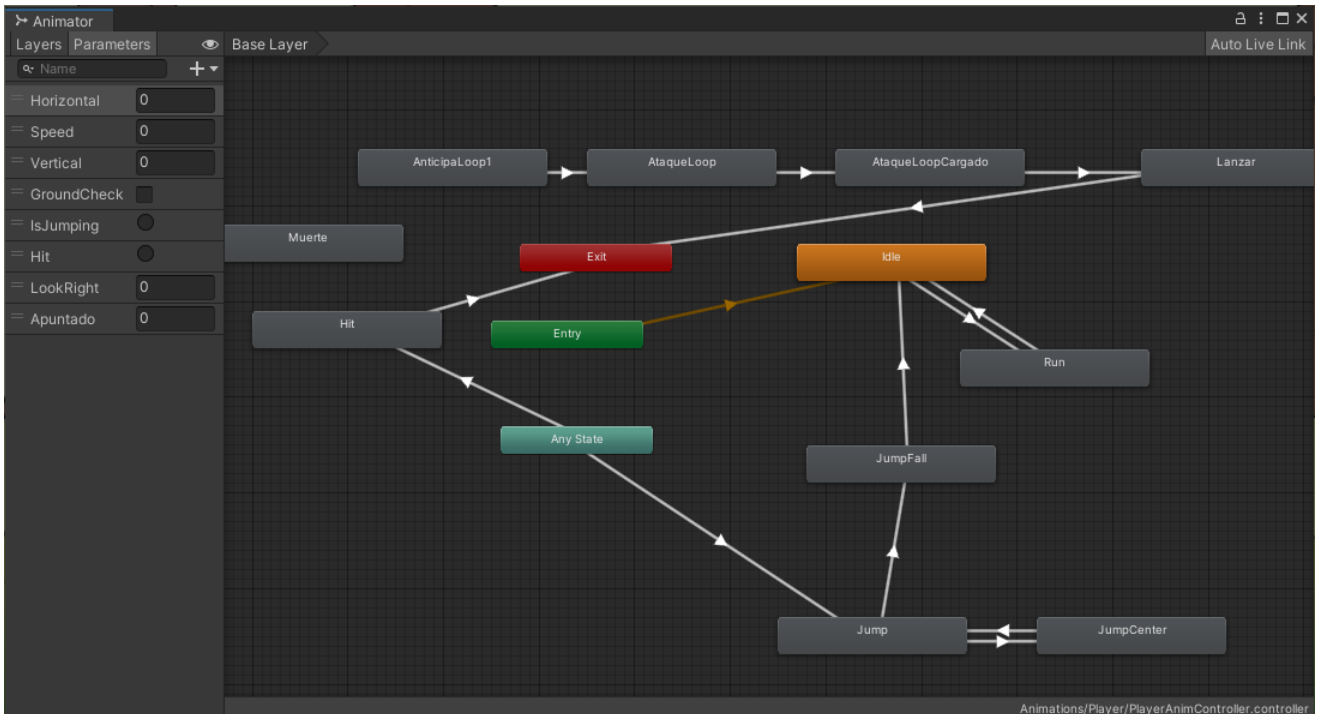 Animator
Layers Parameters Base Layer Auto Live Link
Name
Horizontal 0
Speed 0
Vertical 0
GroundCheck
IsJumping
Hit
LookRight 0
Apuntado 0
AnticipaLoop1 AtaqueLoop AtaqueLoopCargado Lanzar
Muerte
Exit Idle
Hit
Entry
Run
Any State
JumpFall
Jump JumpCenter
Animations/Player/PlayerAnimController.controller